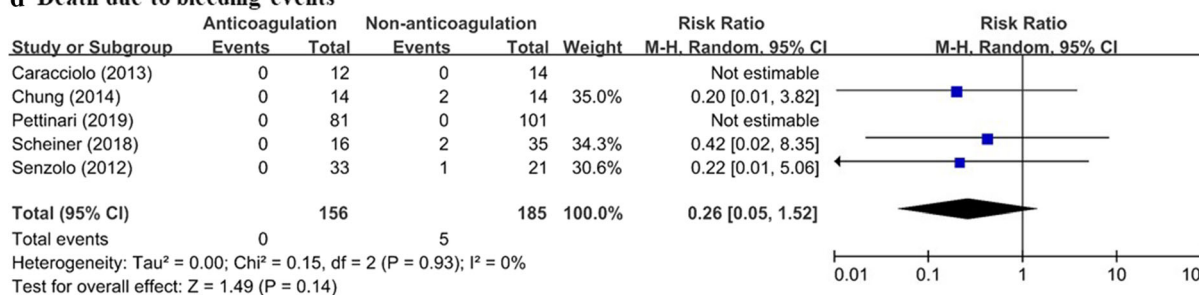 d Death due to bleeding events
Anticoagulation Non-anticoagulation Risk Ratio Risk Ratio
Study or Subgroup Events Total Events Total Weight M-H, Random, 95% CI M-H, Random, 95% CI
Caracciolo (2013) 0 12 0 14 Not estimable
Chung (2014) 0 14 2 14 35.0% 0.20 [0.01, 3.82]
Pettinari (2019) 0 81 0 101 Not estimable
Scheiner (2018) 0 16 2 35 34.3% 0.42 [0.02, 8.35]
Senzolo (2012) 0 33 1 21 30.6% 0.22 [0.01, 5.06]
Total (95% CI) 156 185 100.0% 0.26 [0.05, 1.52]
Total events 0 5
Heterogeneity: Tau² = 0.00; Chi² = 0.15, df = 2 (P = 0.93); I² = 0%
Test for overall effect: Z = 1.49 (P = 0.14)
0.01 0.1 1 10